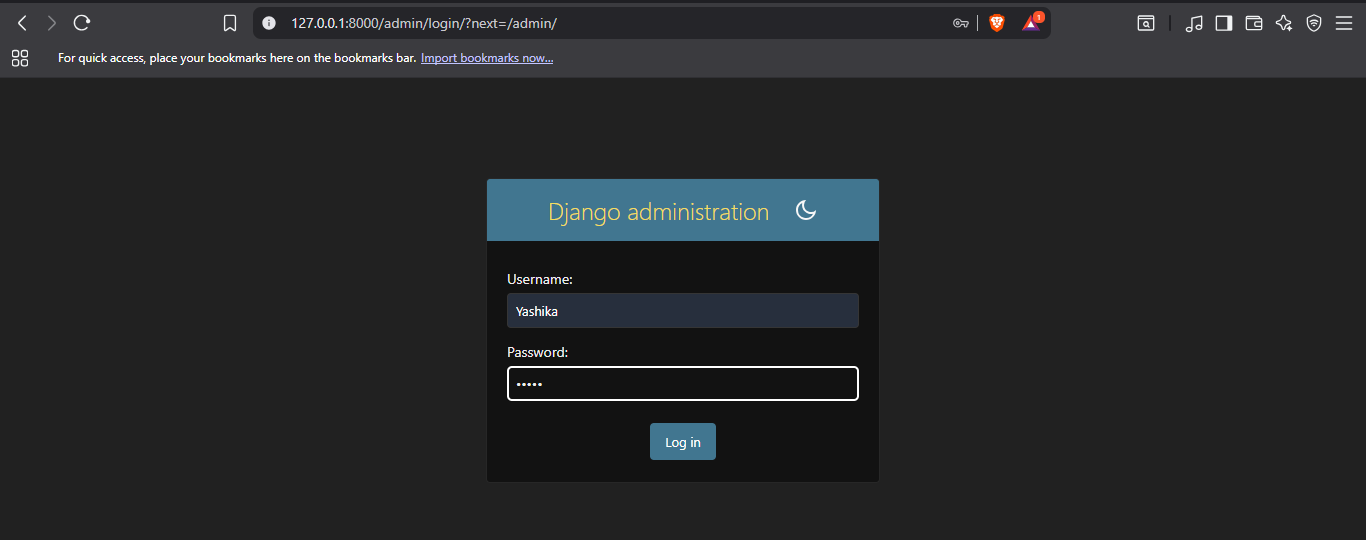 127.0.0.1:8000/admin/login/?next=/admin/
1
For quick access, place your bookmarks here on the bookmarks bar. Import bookmarks now...
Django administration
Username:
Yashika
Password:
•••••
Log in